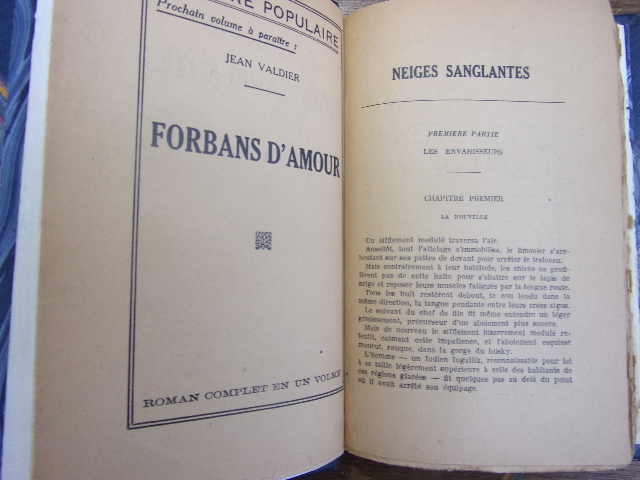 RE POPULAIRE
Prochain volume à paraître :
JEAN VALDIER
FORBANS D'AMOUR
ROMAN COMPLET EN UN VOLUME
NEIGES SANGLANTES
PREMIÈRE PARTIE
LES ENVAHISSEURS
CHAPITRE PREMIER
LA NOUVELLE
Un sifflement modulé traversa l'air.
Aussitôt, tout l'attelage s'immobilisa, le limonier s'arc-
boutant sur ses pattes de devant pour arrêter le traîneau.
Mais contrairement à leur habitude, les chiens ne profi-
tèrent pas de cette halte pour s'abattre sur le tapis de
neige et reposer leurs muscles fatigués par la longue route.
Tous les huit restèrent debout, le cou tendu dans la
même direction, la langue pendante entre leurs crocs aigus.
Le suivant du chef de file fit même entendre un léger
gémissement, précurseur d'un aboiement plus sonore.
Mais de nouveau le sifflement bizarrement modulé re-
tentit, calmant cette impatience, et l'aboiement esquissé
mourut, rauque, dans la gorge du husky.
L'homme — un Indien Ingalik, reconnaissable pour tel
à sa taille légèrement supérieure à celle des habitants de
ces régions glacées — fit quelques pas au delà du point
où il avait arrêté son équipage.